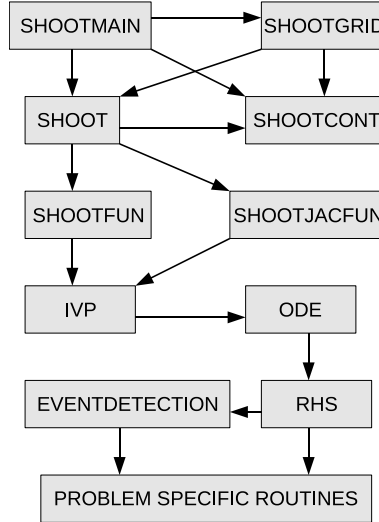 SHOOTMAIN
SHOOTGRID
SHOOT
SHOOTCONT
SHOOTFUN
SHOOTJACFUN
IVP
ODE
EVENTDETECTION
RHS
PROBLEM SPECIFIC ROUTINES